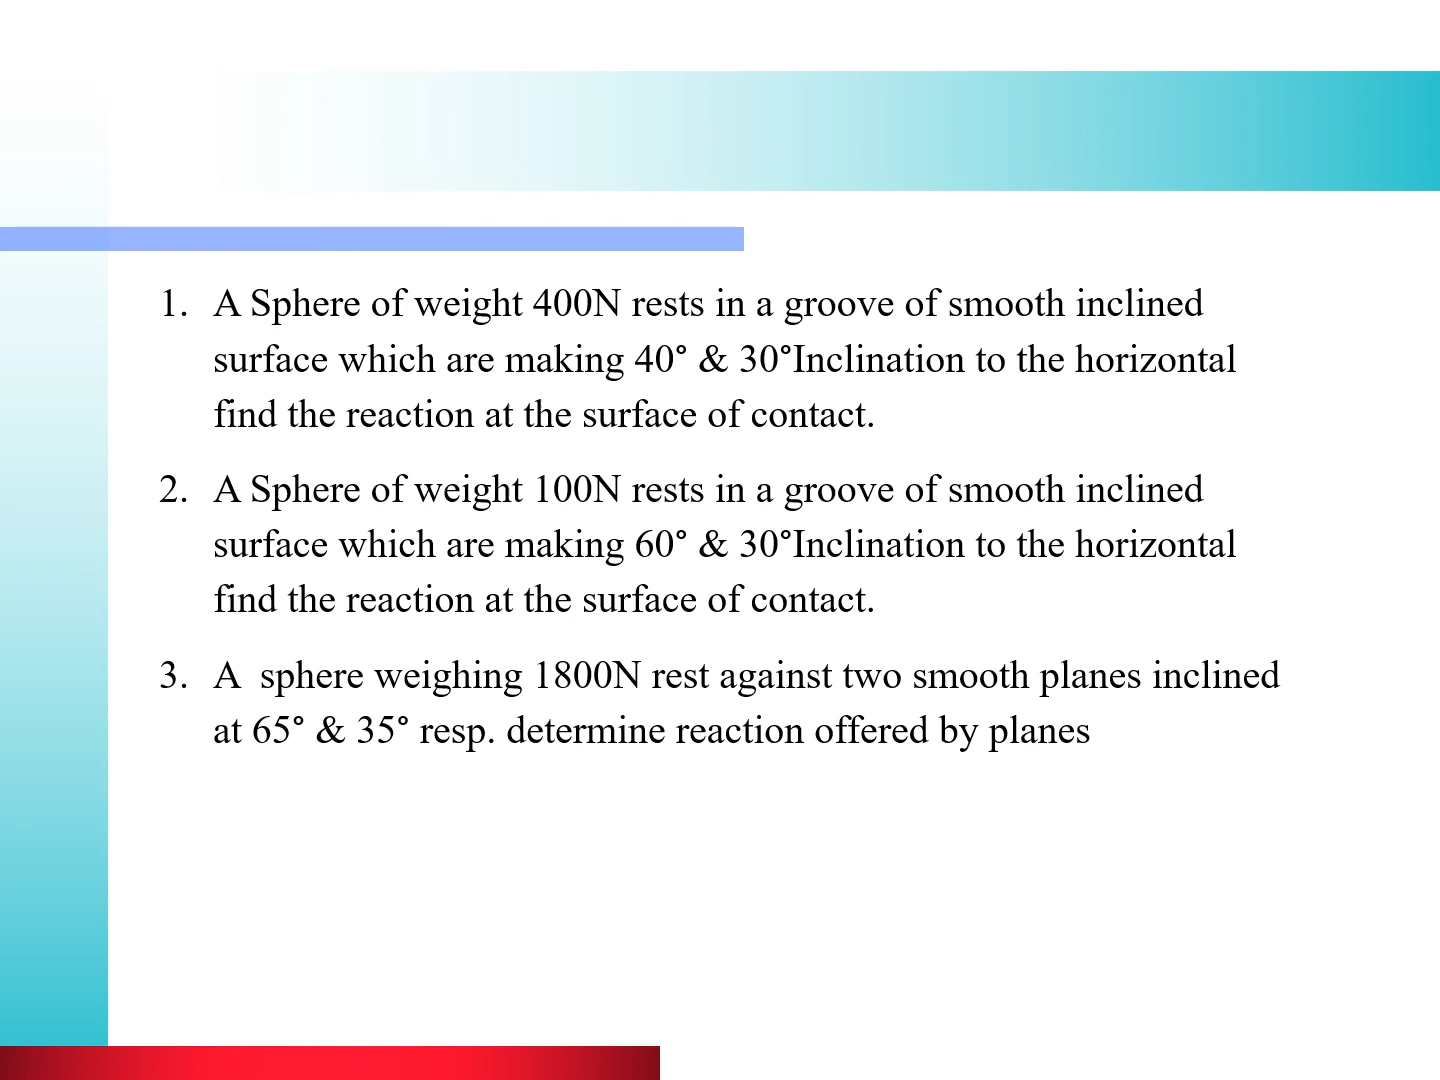 1. A Sphere of weight 400N rests in a groove of smooth inclined
surface which are making 40° & 30°Inclination to the horizontal
find the reaction at the surface of contact.
2. A Sphere of weight 100N rests in a groove of smooth inclined
surface which are making 60° & 30°Inclination to the horizontal
find the reaction at the surface of contact.
3. A  sphere weighing 1800N rest against two smooth planes inclined
at 65° & 35° resp. determine reaction offered by planes